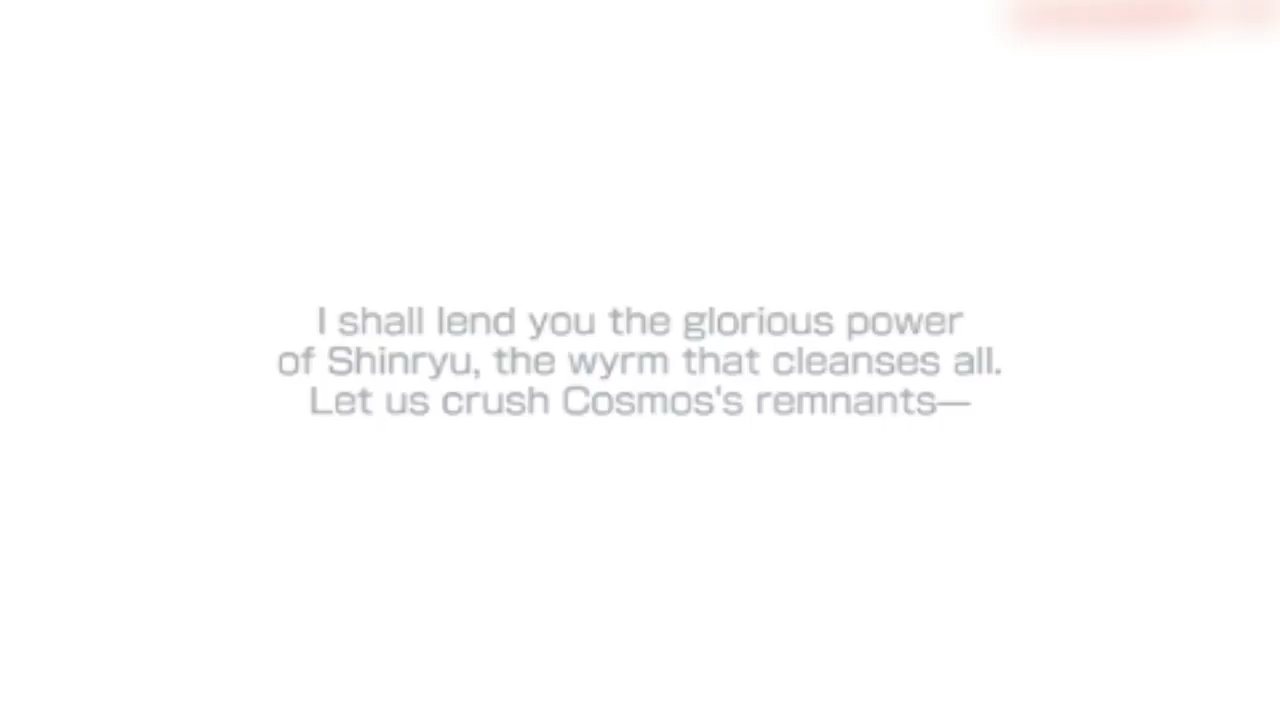 I shall lend you the glorious power
of Shinryu, the wyrm that cleanses all.
Let us crush Cosmos's remnants—